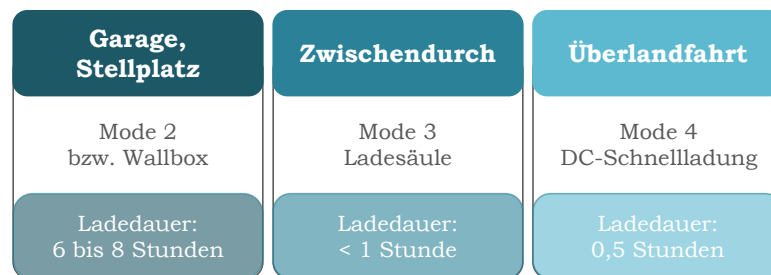 Garage,
Stellplatz
Mode 2
bzw. Wallbox
Ladedauer:
6 bis 8 Stunden
Zwischendurch
Mode 3
Ladesäule
Ladedauer:
< 1 Stunde
Überlandfahrt
Mode 4
DC-Schnellladung
Ladedauer:
0,5 Stunden